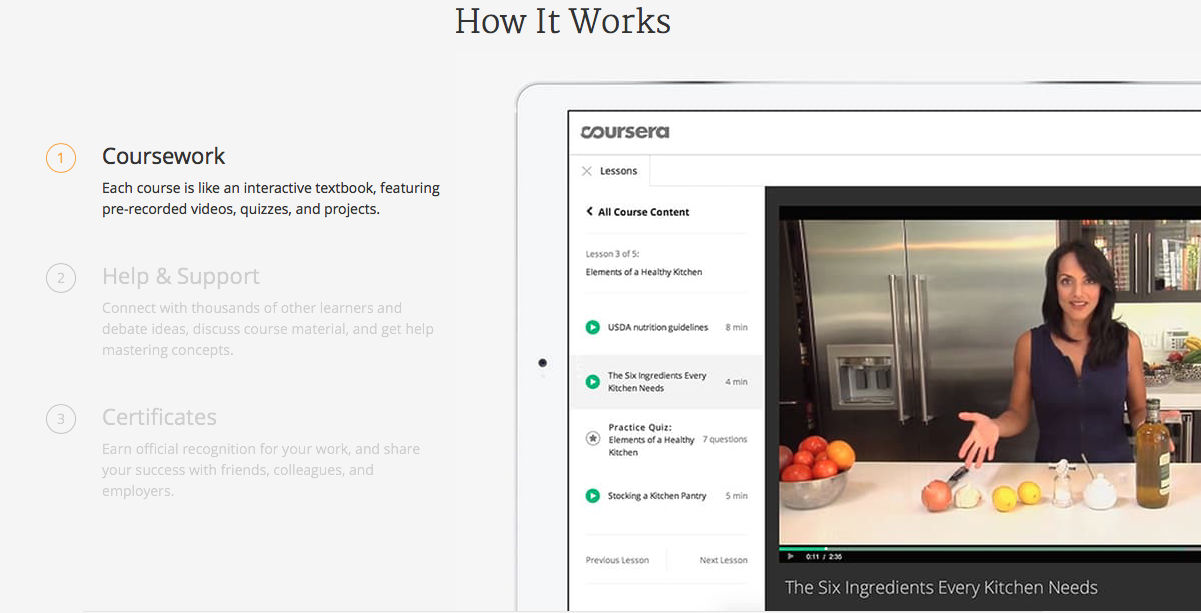 How It Works
1
Coursework
Each course is like an interactive textbook, featuring
pre-recorded videos, quizzes, and projects.
2
Help & Support
Connect with thousands of other learners and
debate ideas, discuss course material, and get help
mastering concepts.
3
Certificates
Earn official recognition for your work, and share
your success with friends, colleagues, and
employers.
coursera
Lessons
All Course Content
Lesson 3 of 5:
Elements of a Healthy Kitchen
USDA nutrition guidelines 8 min
The Six Ingredients Every
Kitchen Needs 4 min
Practice Quiz:
Elements of a Healthy 7 questions
Kitchen
Stocking a Kitchen Pantry 5 min
Previous Lesson Next Lesson
0:11 / 2:36
The Six Ingredients Every Kitchen Needs